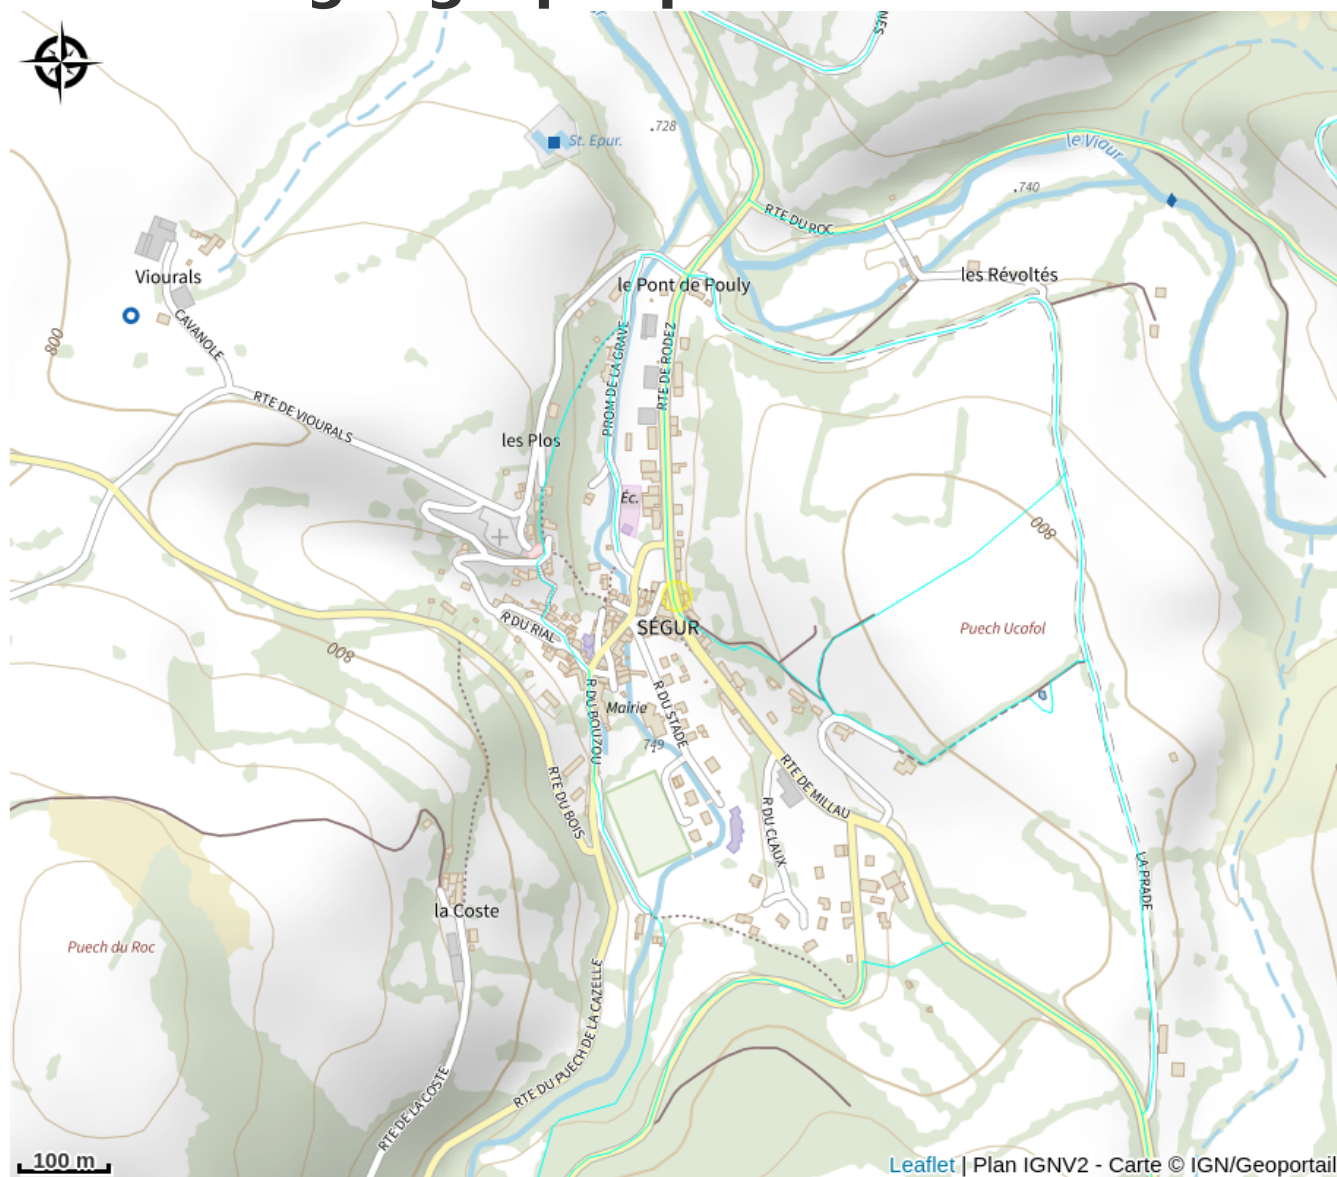 NES
.728
St. Epur.
le Viaur
.740
RTE DU ROC
Viourals
le Pont de Pouly
les Révoltés
CAVANOLE
800
PROM DE LA GRAVE
RTE DE RODEZ
RTE DE VIOURALS
les Plos
Éc.
800
R DU RIAL
SÉGUR
Puech Ucafol
800
R DU BOUZOU
Mairie
R DU STADE
749
RTE DU BOIS
RTE DE MILLAU
R DU CLAUX
LA PRADE
la Coste
Puech du Roc
RTE DU PUECH DE LA CAZELLE
RTE DE LA COSTE
100 m
Leaflet | Plan IGNV2 - Carte © IGN/Geoportail